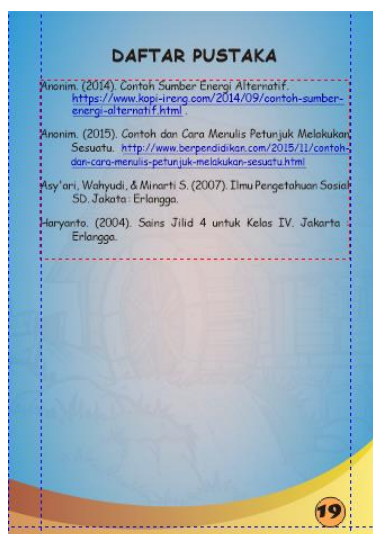 DAFTAR PUSTAKA
Anonim. (2014). Contoh Sumber Energi Alternatif.
https://www.kopi-ireng.com/2014/09/contoh-sumber-
energi-alternatif.html .
Anonim. (2015). Contoh dan Cara Menulis Petunjuk Melakukan
Sesuatu. http://www.berpendidikan.com/2015/11/contoh-
dan-cara-menulis-petunjuk-melakukan-sesuatu.html
Asy'ari, Wahyudi, & Minarti S. (2007). Ilmu Pengetahuan Sosial
SD. Jakata : Erlangga.
Haryanto. (2004). Sains Jilid 4 untuk Kelas IV. Jakarta :
Erlangga.
19